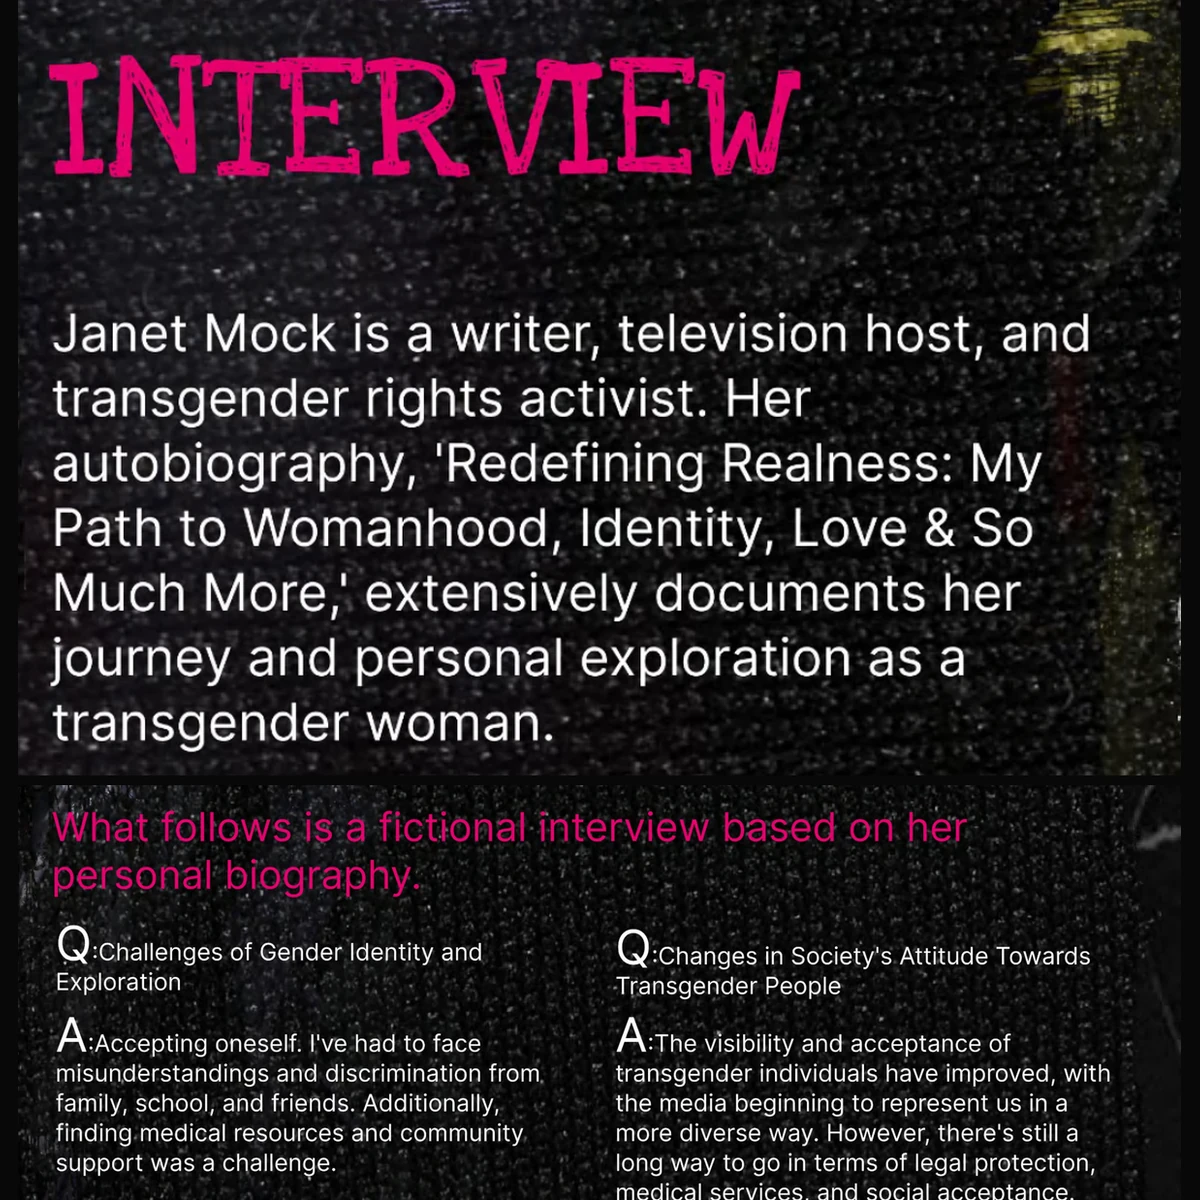 INTERVIEW
Janet Mock is a writer, television host, and
transgender rights activist. Her
autobiography, 'Redefining Realness: My
Path to Womanhood, Identity, Love & So
Much More,' extensively documents her
journey and personal exploration as a
transgender woman.
What follows is a fictional interview based on her
personal biography.
Q:Challenges of Gender Identity and
Exploration
A:Accepting oneself. I've had to face
misunderstandings and discrimination from
family, school, and friends. Additionally,
finding medical resources and community
support was a challenge.
Q:Changes in Society's Attitude Towards
Transgender People
A:The visibility and acceptance of
transgender individuals have improved, with
the media beginning to represent us in a
more diverse way. However, there's still a
long way to go in terms of legal protection,
medical services, and social acceptance.